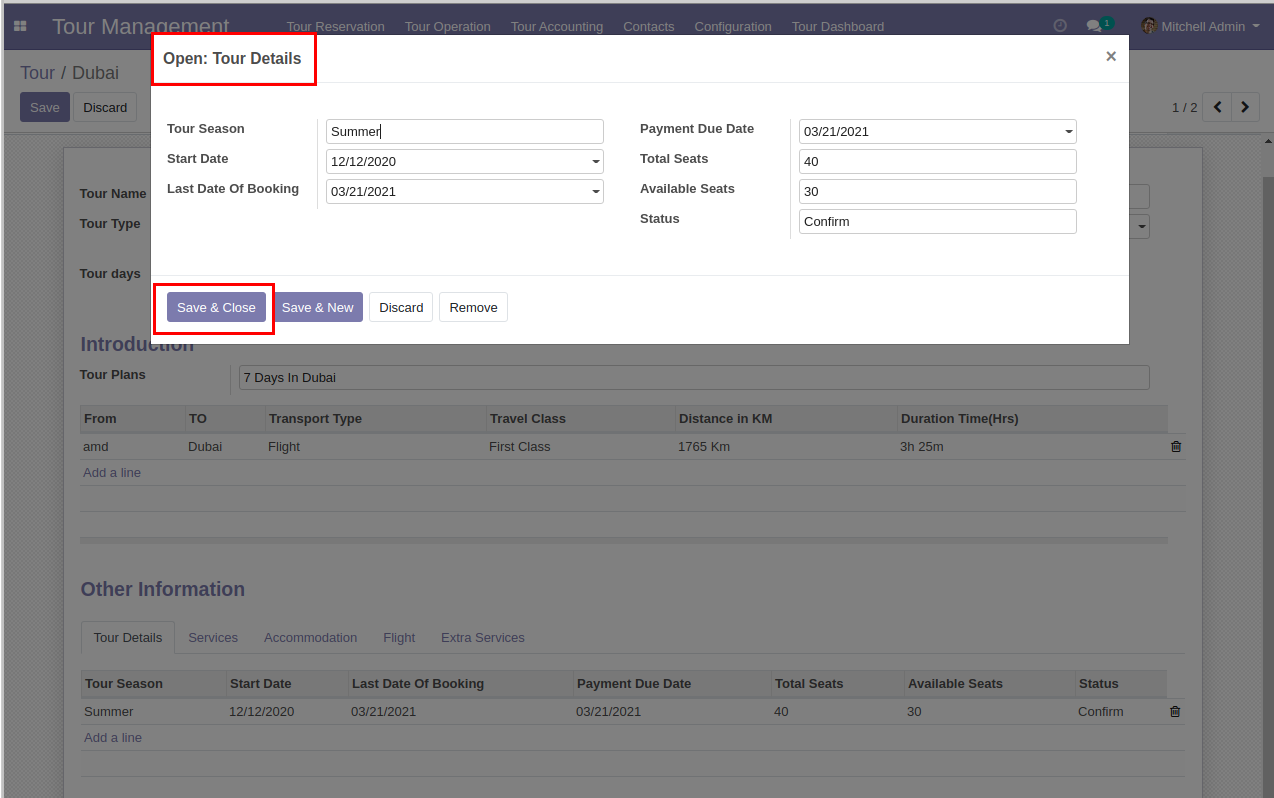 Tour Management Tour Reservation Tour Operation Tour Accounting Contacts Configuration Tour Dashboard 1 Mitchell Admin
Tour / Dubai
Save Discard
1 / 2
Open: Tour Details ×
Tour Season Summer
Start Date 12/12/2020
Last Date Of Booking 03/21/2021
Payment Due Date 03/21/2021
Total Seats 40
Available Seats 30
Status Confirm
Save & Close Save & New Discard Remove
Tour Name
Tour Type
Tour days
Introduction
Tour Plans 7 Days In Dubai
From TO Transport Type Travel Class Distance in KM Duration Time(Hrs)
amd Dubai Flight First Class 1765 Km 3h 25m
Add a line
Other Information
Tour Details Services Accommodation Flight Extra Services
Tour Season Start Date Last Date Of Booking Payment Due Date Total Seats Available Seats Status
Summer 12/12/2020 03/21/2021 03/21/2021 40 30 Confirm
Add a line